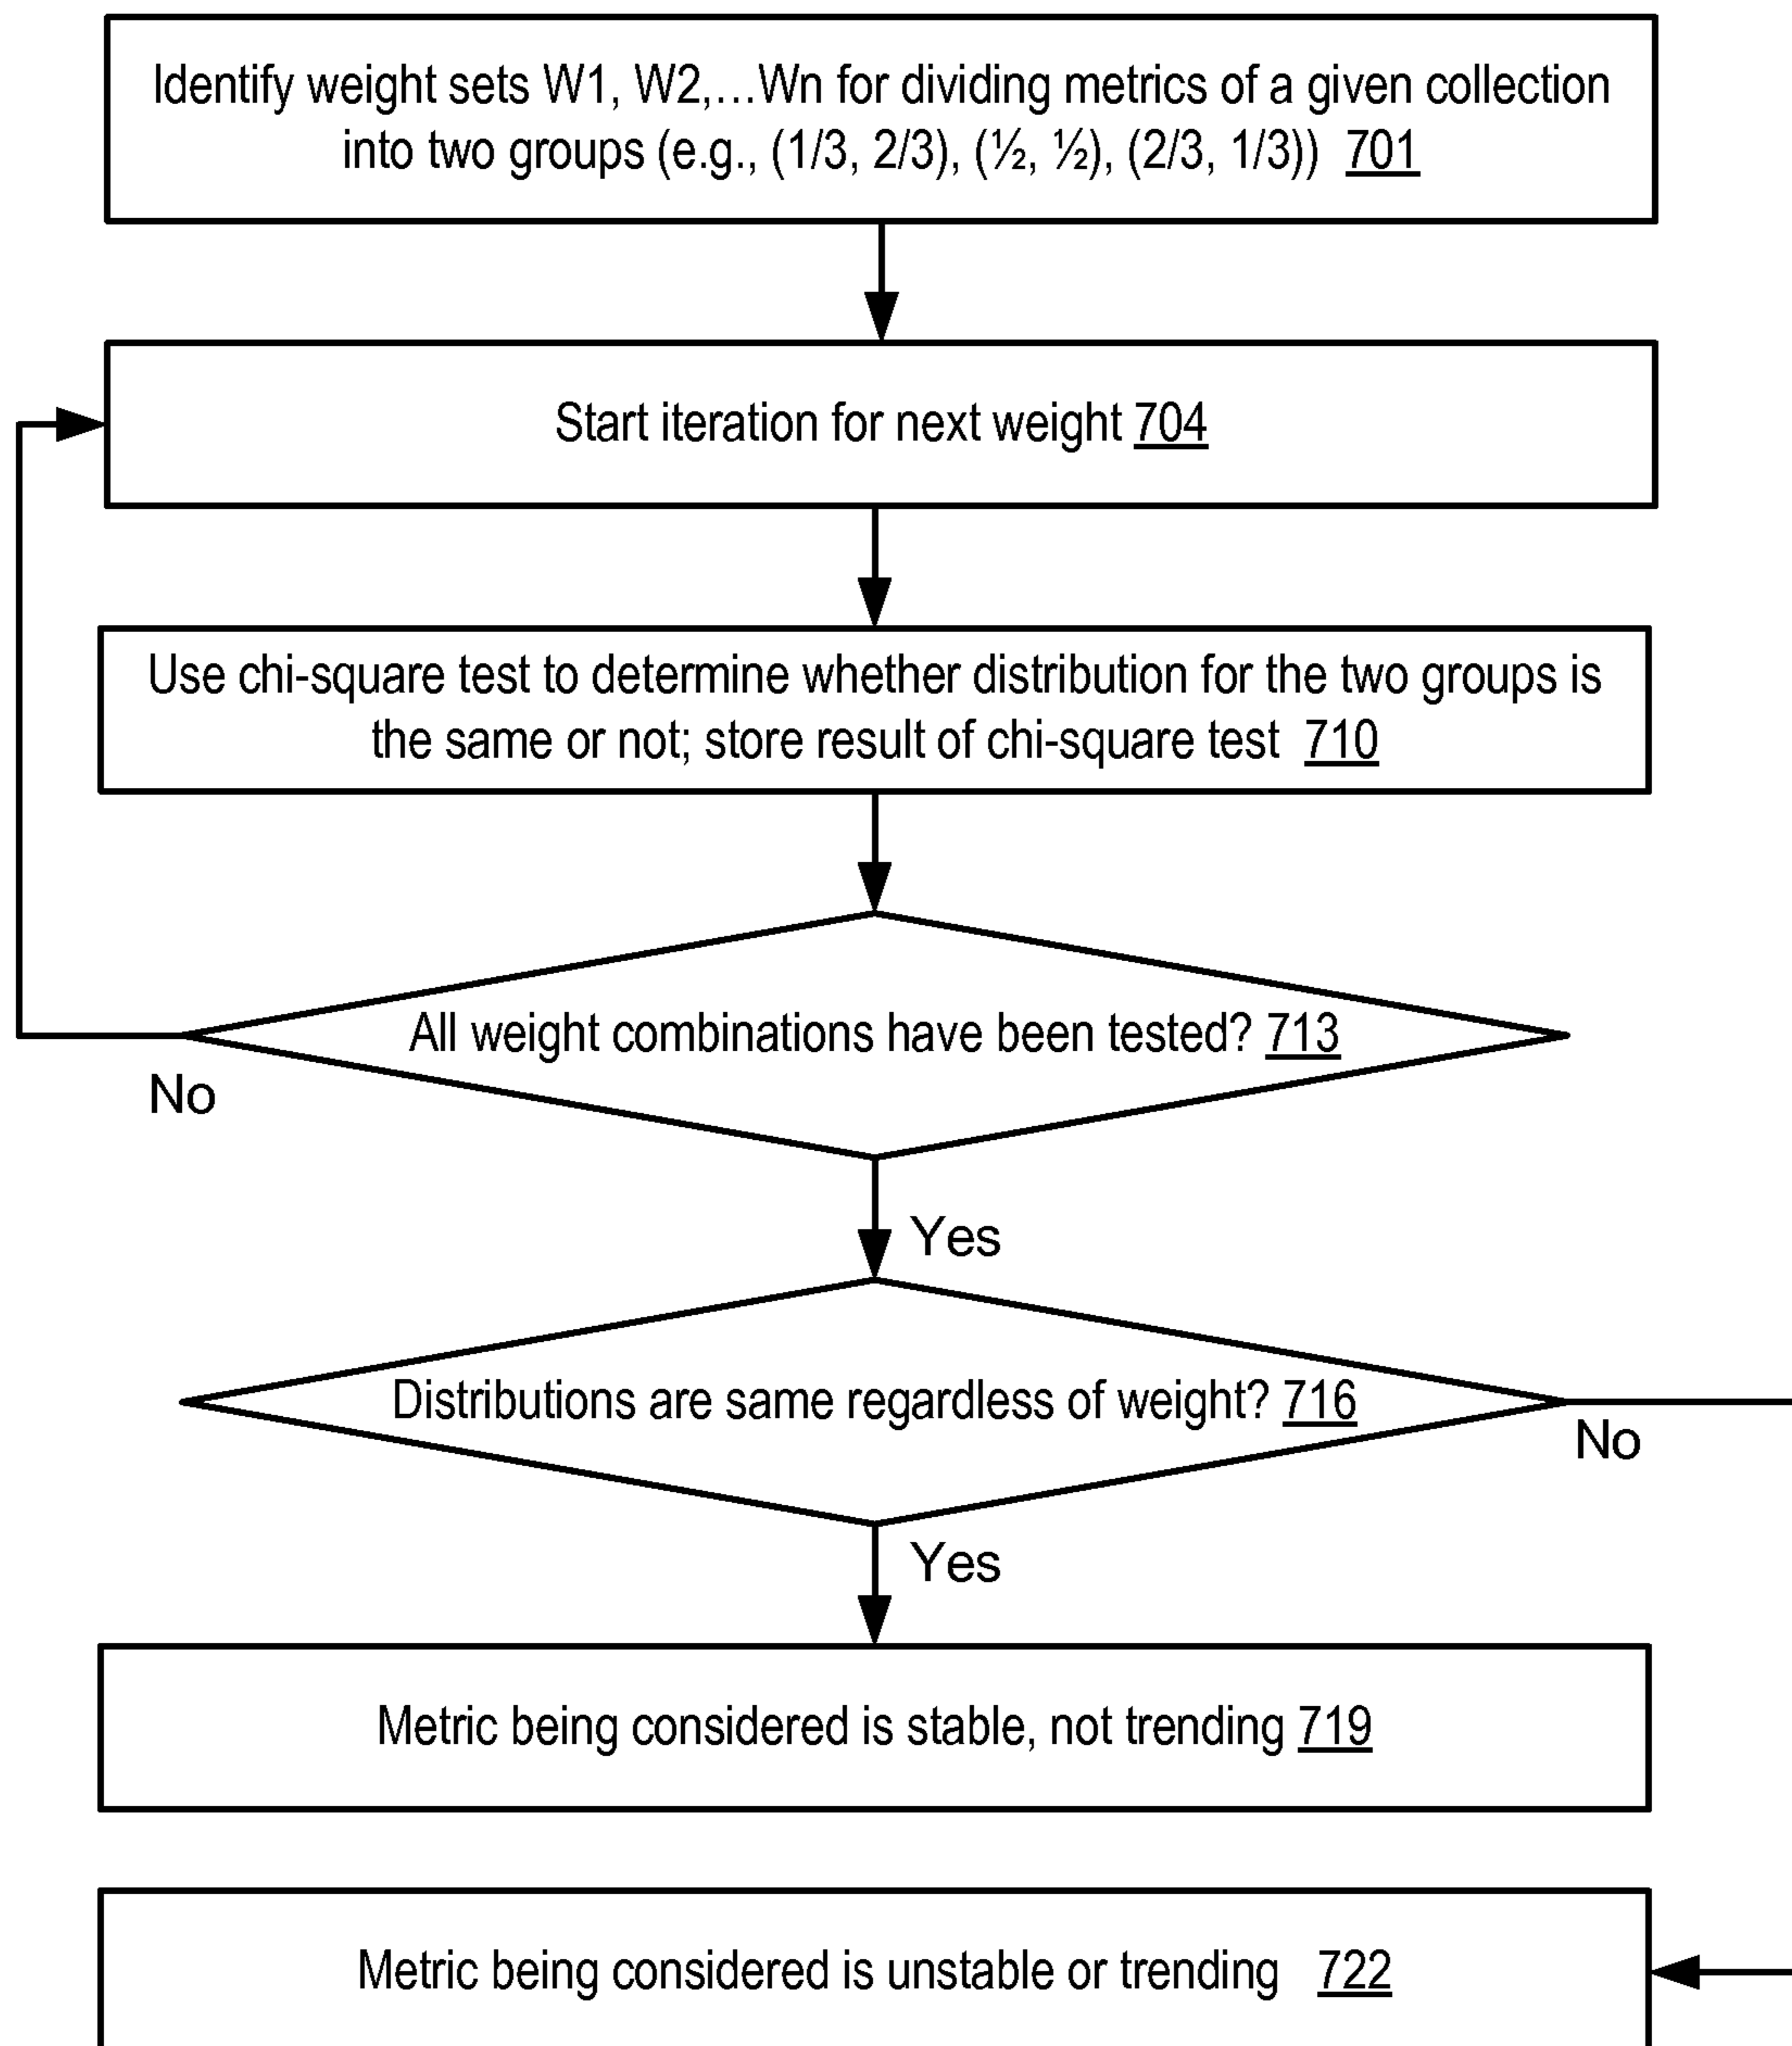 Identify weight sets W1, W2,...Wn for dividing metrics of a given collection
into two groups (e.g., (1/3, 2/3), (½, ½), (2/3, 1/3)) 701
Start iteration for next weight 704
Use chi-square test to determine whether distribution for the two groups is
the same or not; store result of chi-square test 710
All weight combinations have been tested? 713
No
Yes
Distributions are same regardless of weight? 716
No
Yes
Metric being considered is stable, not trending 719
Metric being considered is unstable or trending 722